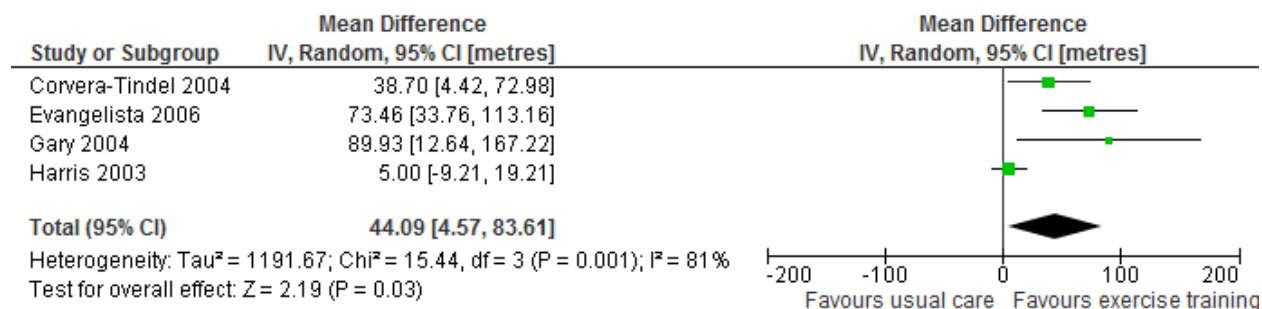 Mean Difference Mean Difference
Study or Subgroup IV, Random, 95% CI [metres] IV, Random, 95% CI [metres]
Corvera-Tindel 2004 38.70 [4.42, 72.98]
Evangelista 2006 73.46 [33.76, 113.16]
Gary 2004 89.93 [12.64, 167.22]
Harris 2003 5.00 [-9.21, 19.21]
Total (95% CI) 44.09 [4.57, 83.61]
Heterogeneity: Tau² = 1191.67; Chi² = 15.44, df = 3 (P = 0.001); I² = 81%
Test for overall effect: Z = 2.19 (P = 0.03)
-200 -100 0 100 200
Favours usual care Favours exercise training